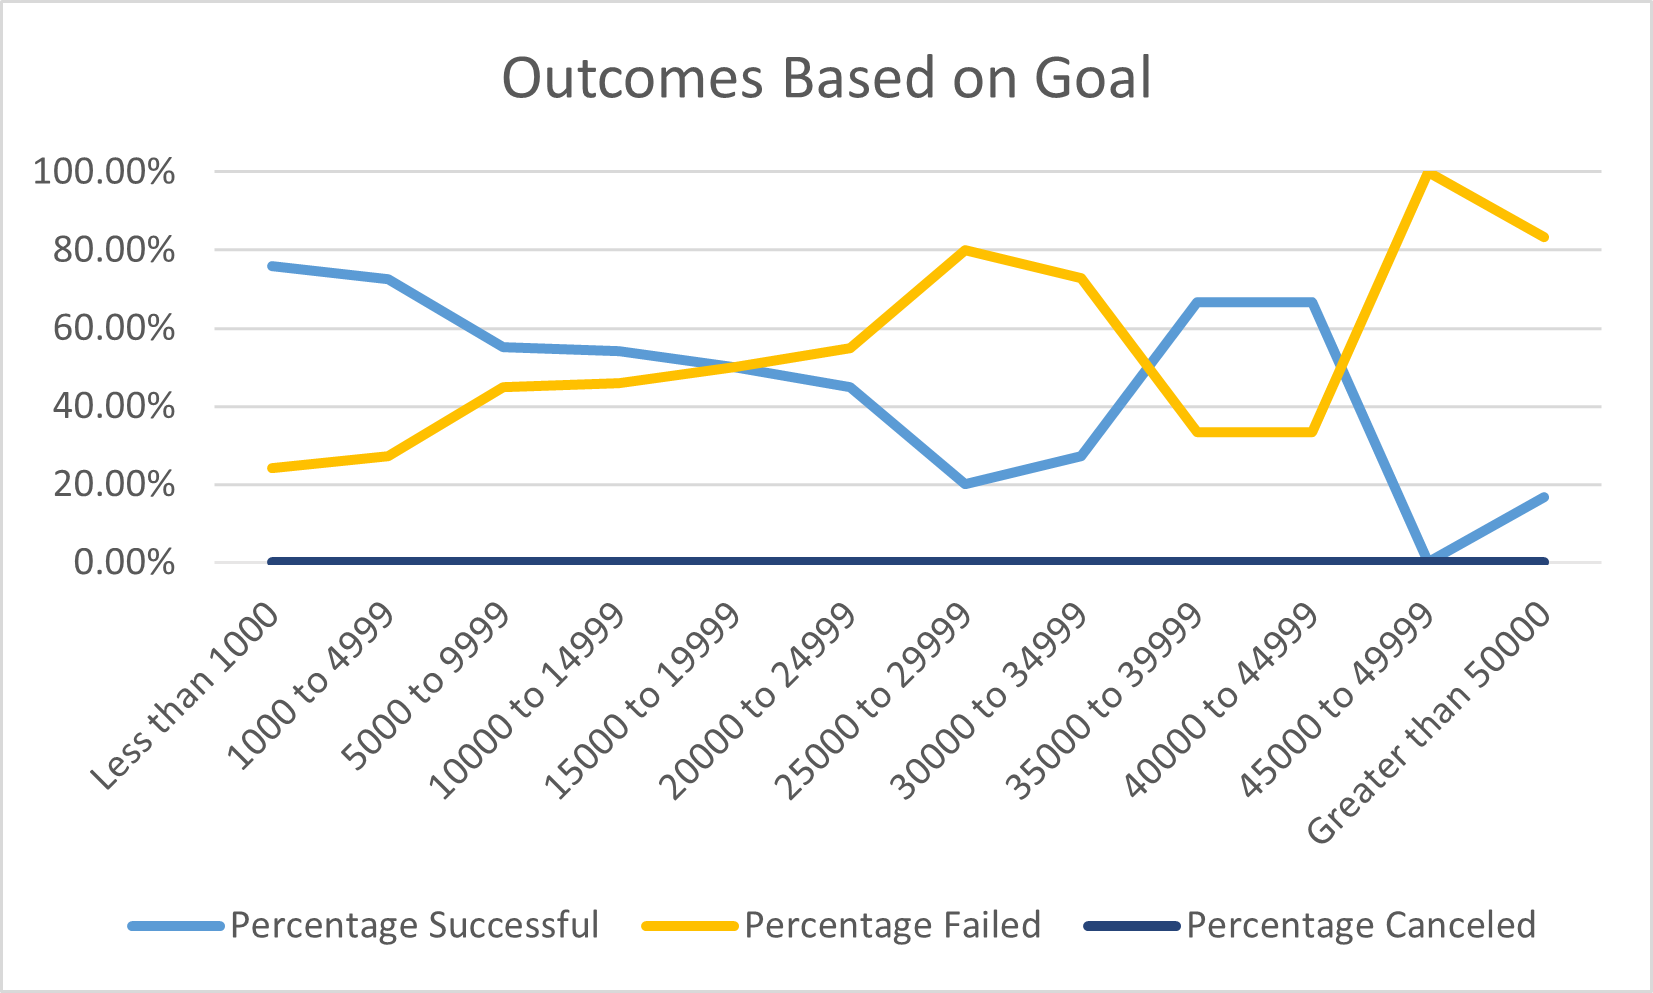 Outcomes Based on Goal
100.00%
80.00%
60.00%
40.00%
20.00%
0.00%
Less than 1000
1000 to 4999
5000 to 9999
10000 to 14999
15000 to 19999
20000 to 24999
25000 to 29999
30000 to 34999
35000 to 39999
40000 to 44999
45000 to 49999
Greater than 50000
Percentage Successful
Percentage Failed
Percentage Canceled